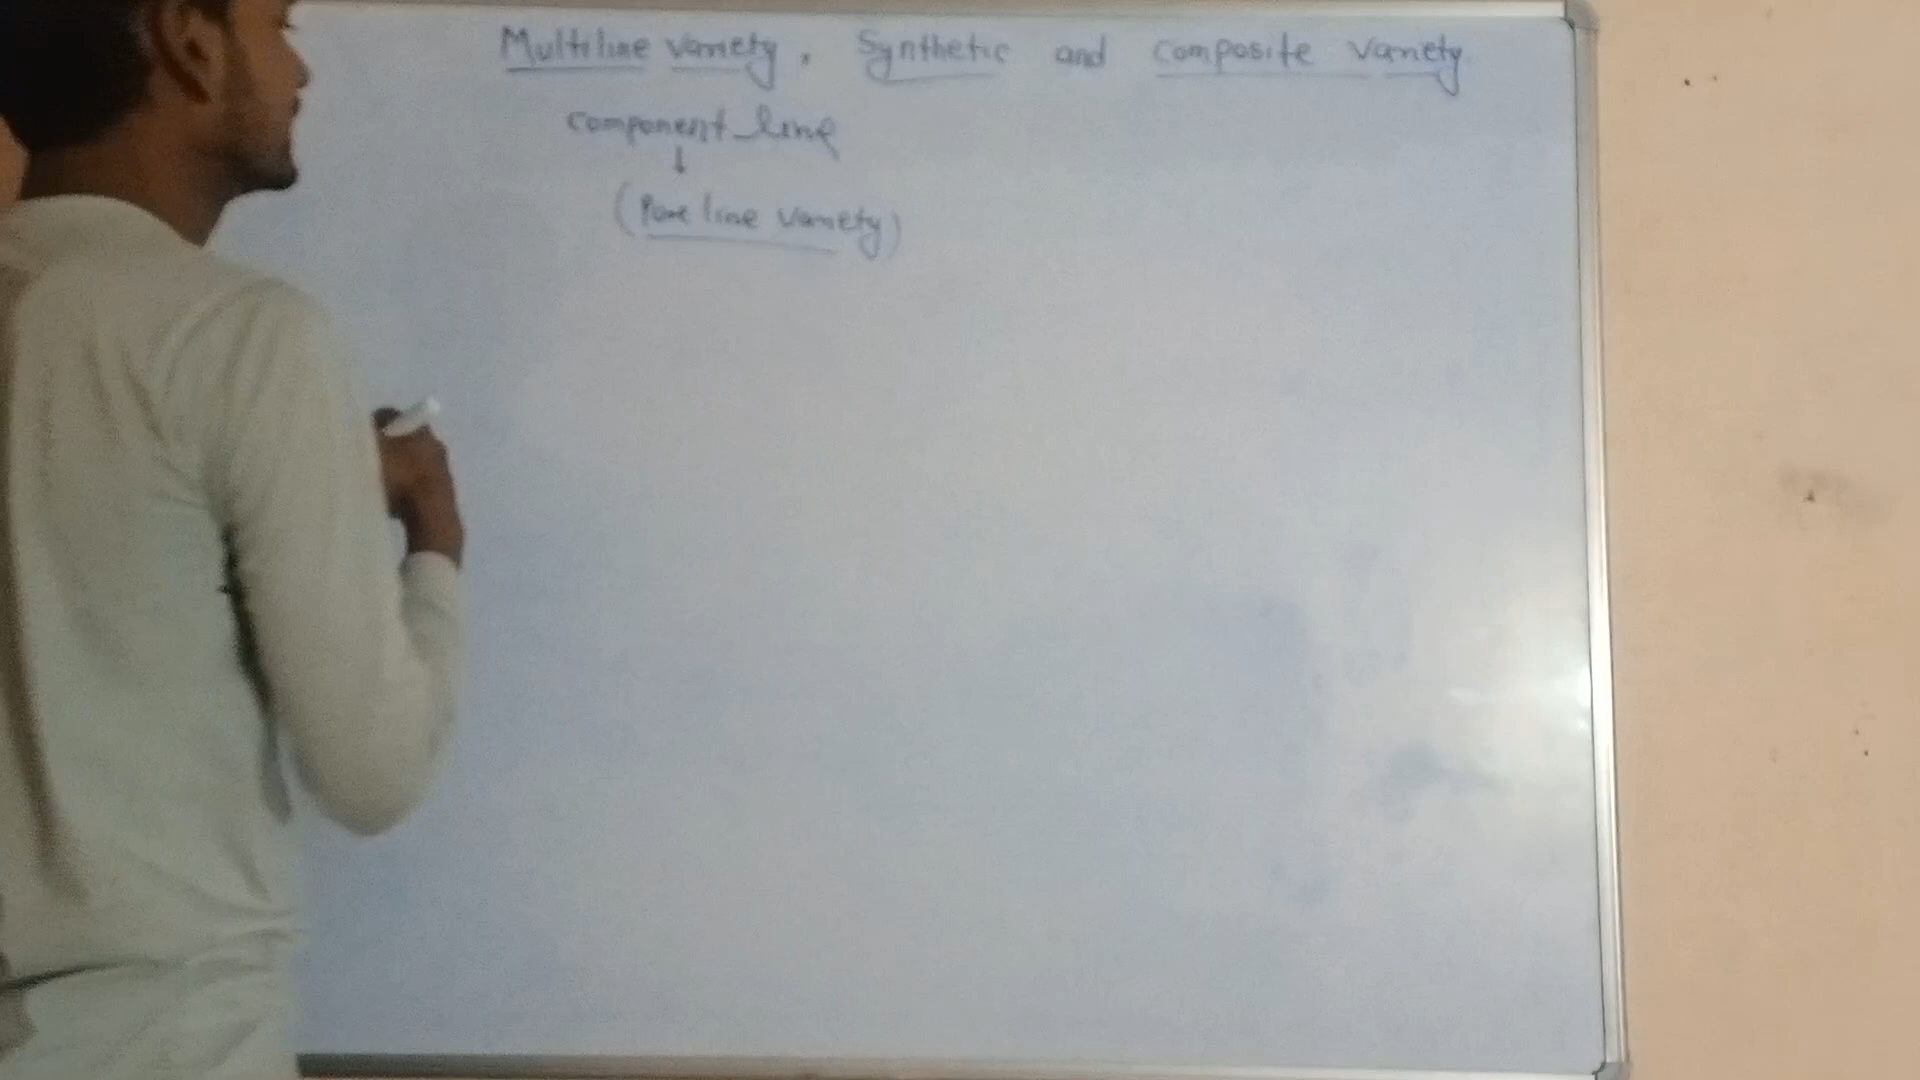 Multiline variety, Synthetic and composite variety
component line
↓
(Pure line variety)